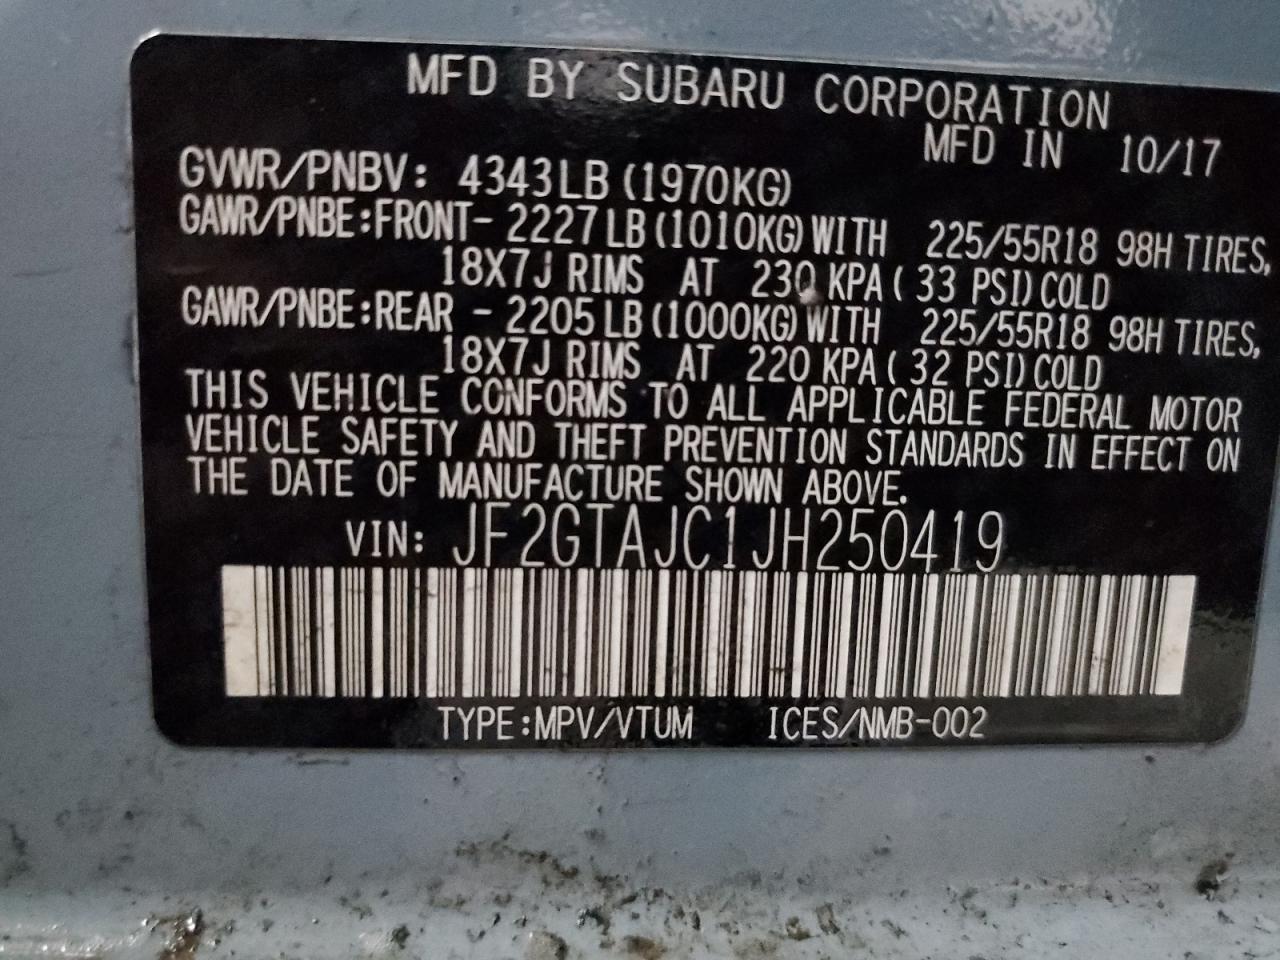 MFD BY SUBARU CORPORATION
MFD IN 10/17
GVWR/PNBV: 4343LB (1970KG)
GAWR/PNBE:FRONT- 2227LB (1010KG) WITH 225/55R18 98H TIRES,
18X7J RIMS AT 230 KPA ( 33 PSI) COLD
GAWR/PNBE:REAR - 2205LB (1000KG) WITH 225/55R18 98H TIRES,
18X7J RIMS AT 220 KPA ( 32 PSI) COLD
THIS VEHICLE CONFORMS TO ALL APPLICABLE FEDERAL MOTOR
VEHICLE SAFETY AND THEFT PREVENTION STANDARDS IN EFFECT ON
THE DATE OF MANUFACTURE SHOWN ABOVE.
VIN: JF2GTAJC1JH250419
TYPE:MPV/VTUM ICES/NMB-002